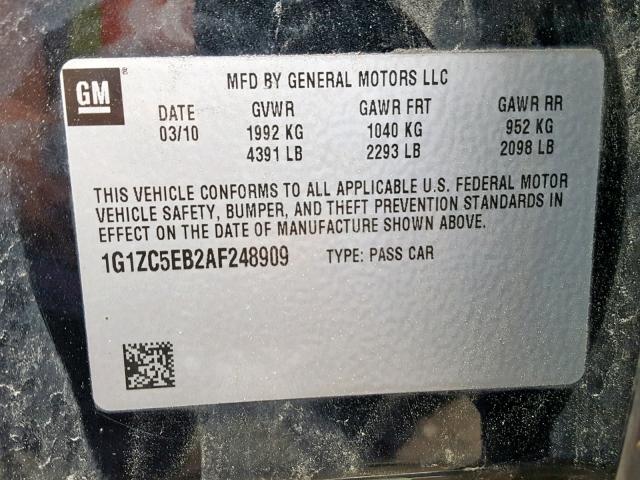 GM ®
MFD BY GENERAL MOTORS LLC
DATE GVWR GAWR FRT GAWR RR
03/10 1992 KG 1040 KG 952 KG
4391 LB 2293 LB 2098 LB
THIS VEHICLE CONFORMS TO ALL APPLICABLE U.S. FEDERAL MOTOR
VEHICLE SAFETY, BUMPER, AND THEFT PREVENTION STANDARDS IN
EFFECT ON THE DATE OF MANUFACTURE SHOWN ABOVE.
1G1ZC5EB2AF248909 TYPE: PASS CAR